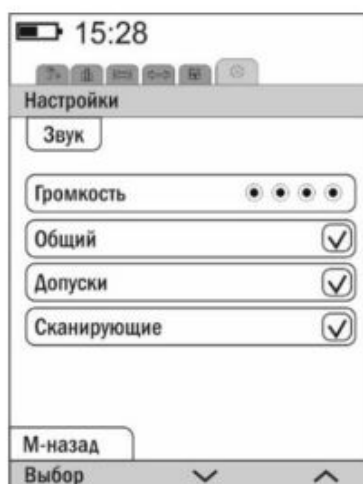 15:28
Настройки
Звук
Громкость
Общий
Допуски
Сканирующие
М-назад
Выбор